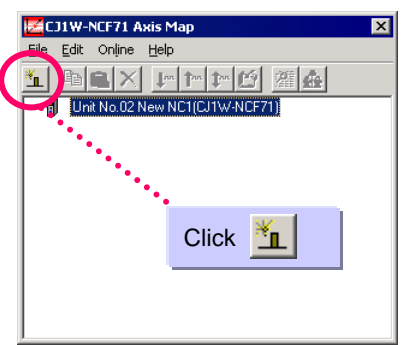 CJ1W-NCF71 Axis Map
File Edit Online Help
Unit No.02 New NC1(CJ1W-NCF71)
Click